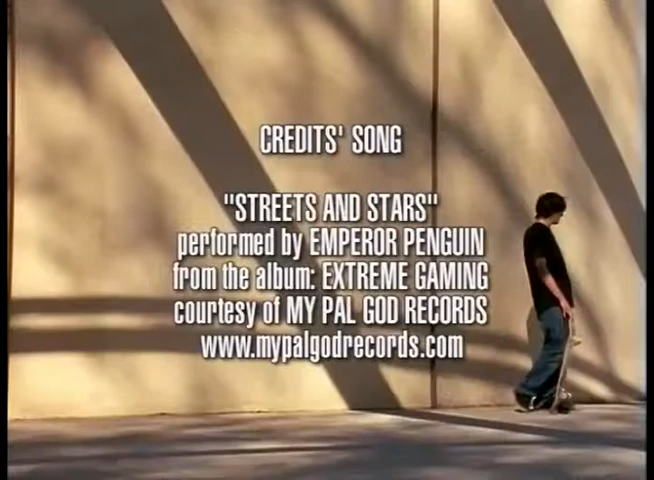 CREDITS' SONG
"STREETS AND STARS"
performed by EMPEROR PENGUIN
from the album: EXTREME GAMING
courtesy of MY PAL GOD RECORDS
www.mypalgodrecords.com